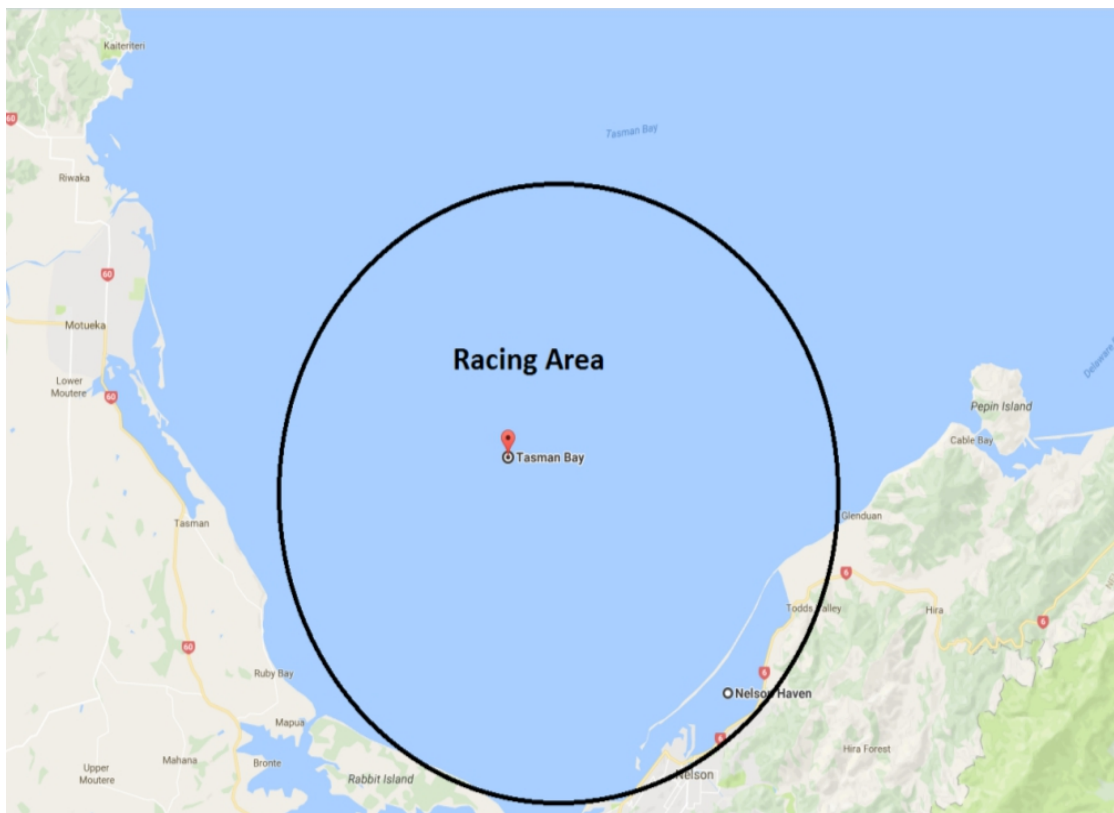 Kaiteriteri
60
Tasman Bay
Riwaka
60
Motueka
Racing Area
Lower
Moutere
60
Pepin Island
Cable Bay
Tasman Bay
Glenduan
Tasman
6
Todds Valley
Hira
6
60
Ruby Bay
6
Nelson Haven
Mapua
6
Mahana
Bronte
Hira Forest
Upper
Moutere
Rabbit Island
Nelson